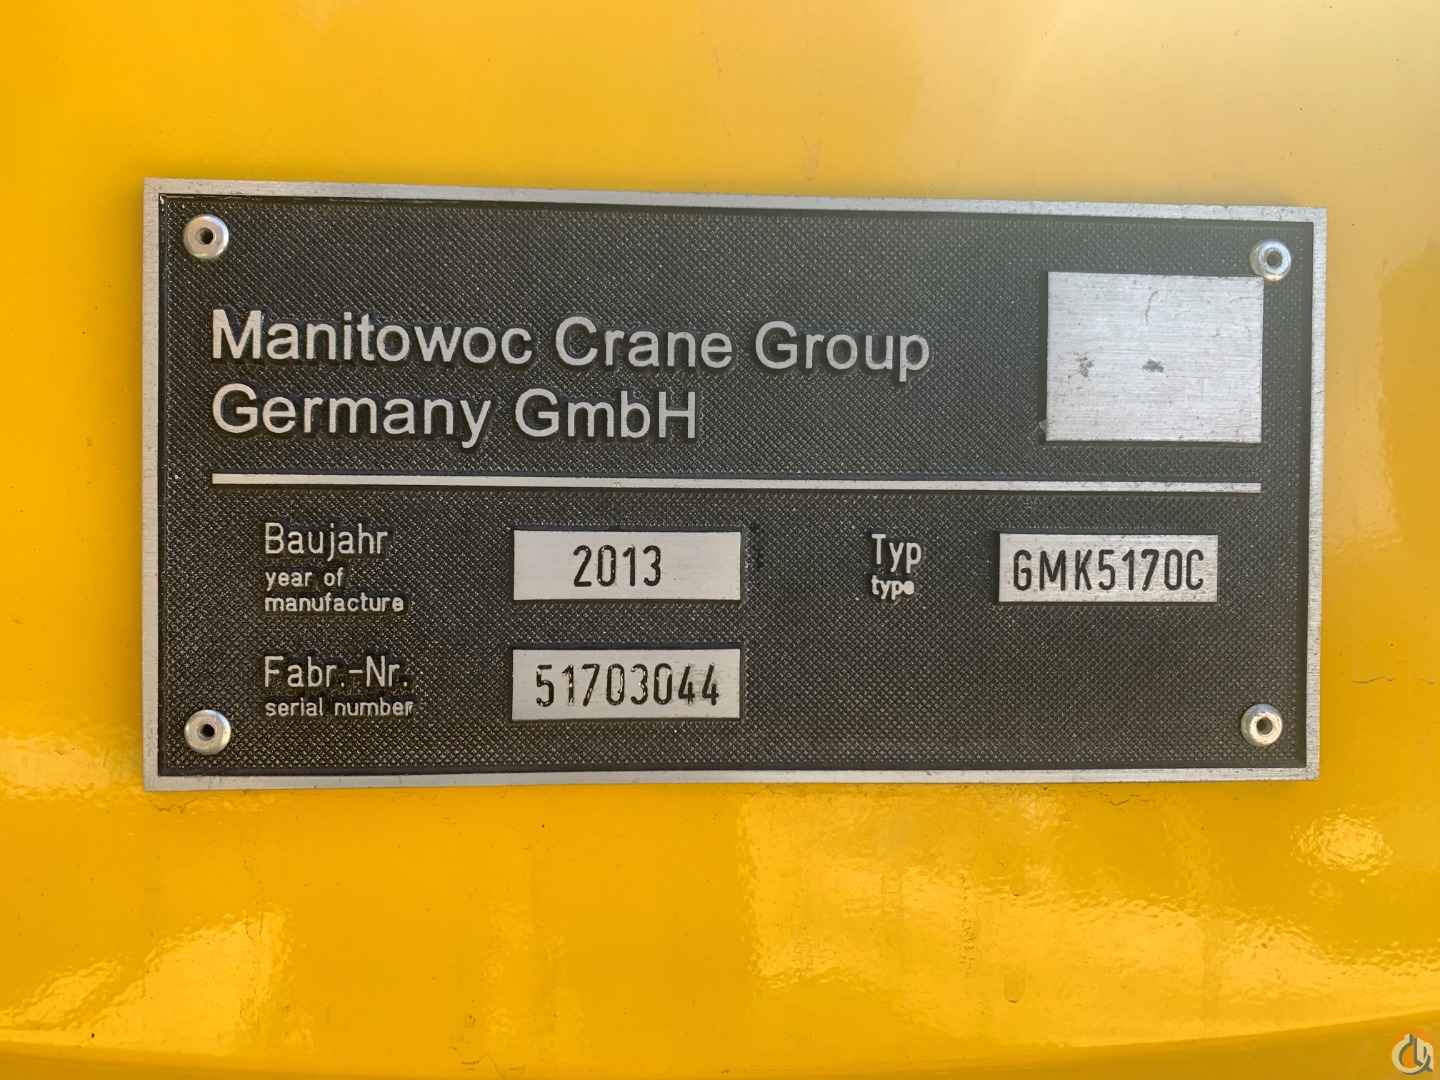 Manitowoc Crane Group
Germany GmbH
Baujahr
year of
manufacture
2013
Typ
type
GMK5170C
Fabr.-Nr.
serial number
51703044